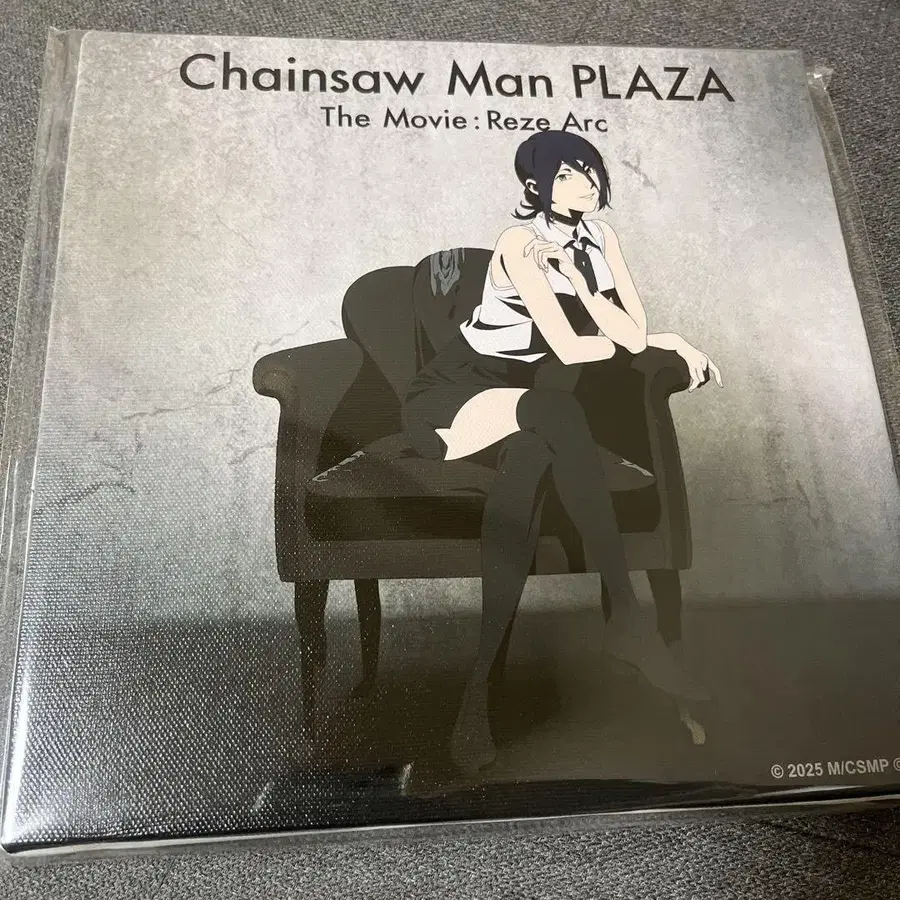 Chainsaw Man PLAZA
The Movie : Reze Arc
© 2025 M/CSMP ©